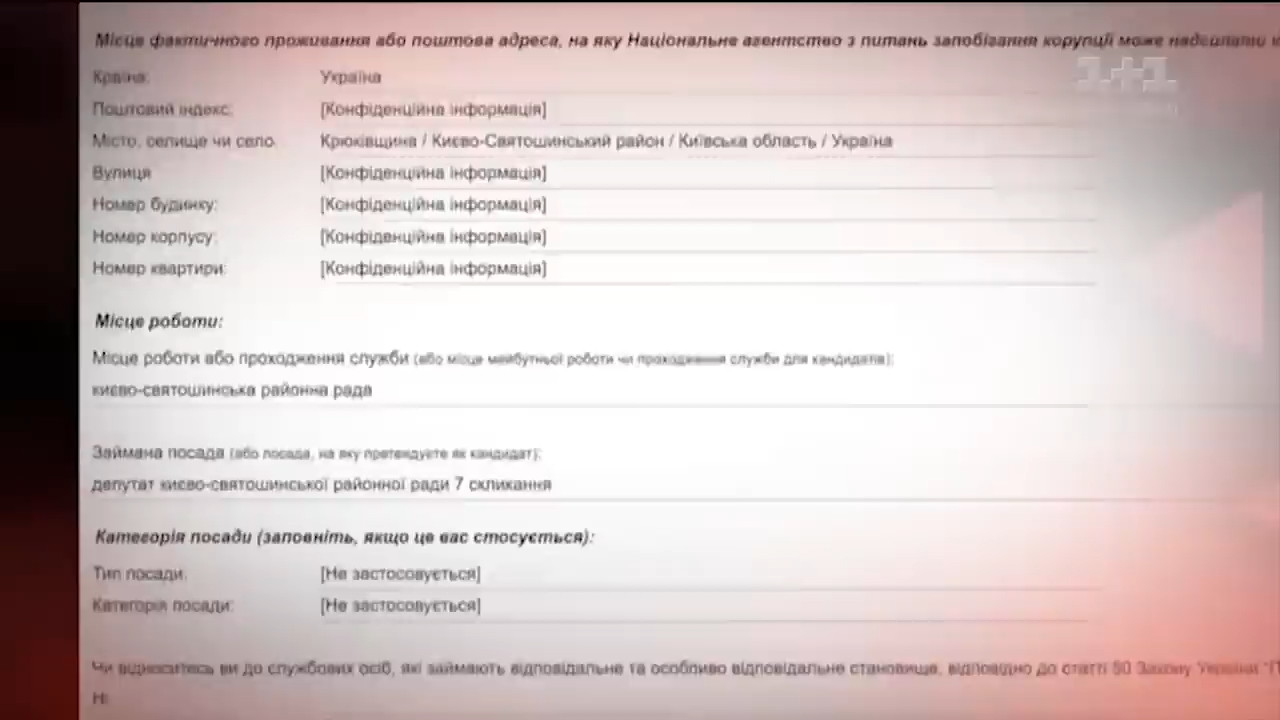 Місце фактичного проживання або поштова адреса, на яку Національне агентство з питань запобігання корупції може надсилати
1+1
Країна: Україна
Поштовий індекс: [Конфіденційна інформація]
Місто, селище чи село: Крюківщина / Києво-Святошинський район / Київська область / Україна
Вулиця [Конфіденційна інформація]
Номер будинку: [Конфіденційна інформація]
Номер корпусу: [Конфіденційна інформація]
Номер квартири: [Конфіденційна інформація]
Місце роботи:
Місце роботи або проходження служби (або місце майбутньої роботи чи проходження служби для кандидатів):
києво-святошинська районна рада
Займана посада (або посада, на яку претендуєте як кандидат):
депутат києво-святошинської районної ради 7 скликання
Категорія посади (заповніть, якщо це вас стосується):
Тип посади: [Не застосовується]
Категорія посади: [Не застосовується]
Чи відноситесь ви до службових осіб, які займають відповідальне та особливо відповідальне становище, відповідно до статті 50 Закону України
Ні